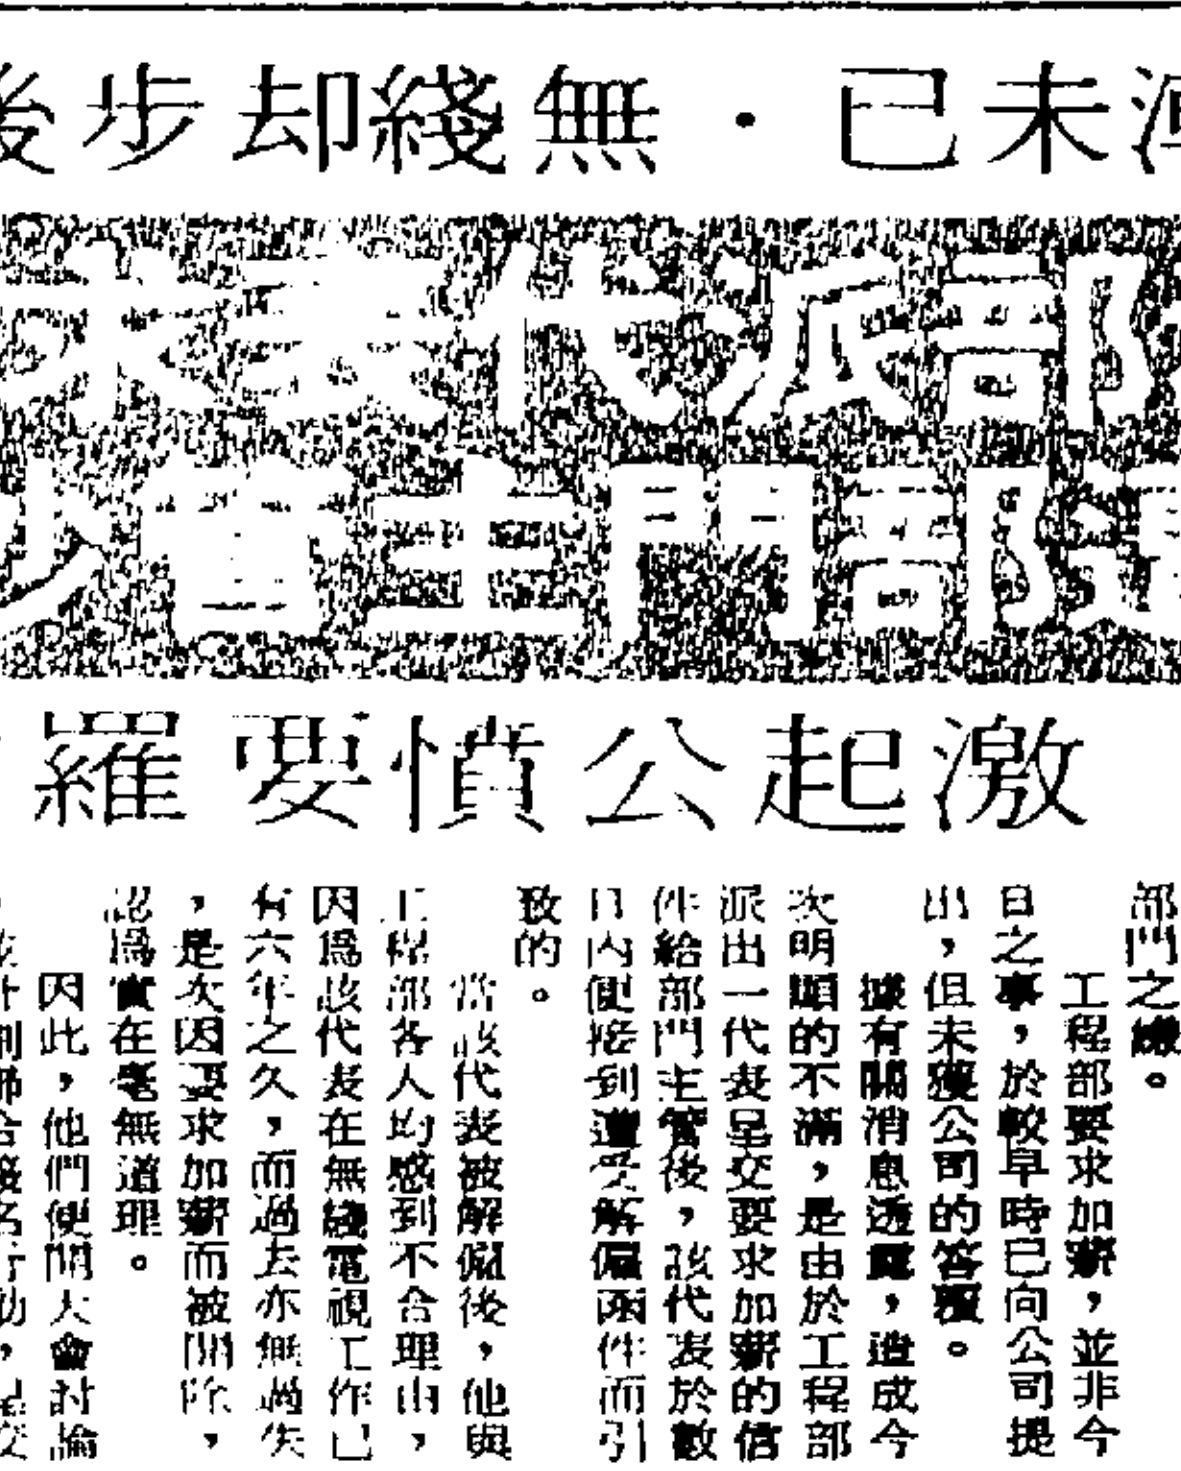 未已・無綫却步後
部派代表求
部門主管
激起公憤要羅
部門之
工程部要求加薪，並非今
日之事，於較早時已向公司提
出，但未獲公司的答覆。
據有關消息透露，造成今
次明顯的不滿，是由於工程部
派出一代表呈交要求加薪的信
件給部門主管後，該代表於數
日內便接到遭受解僱函件而引
致的。
當該代表被解僱後，他與
工程部各人均感到不合理由，
因爲該代表在無綫電視工作已
有六年之久，而過去亦無過失
，是次因要求加薪而被開除，
認爲實在毫無道理。
因此，他們便開大會討論